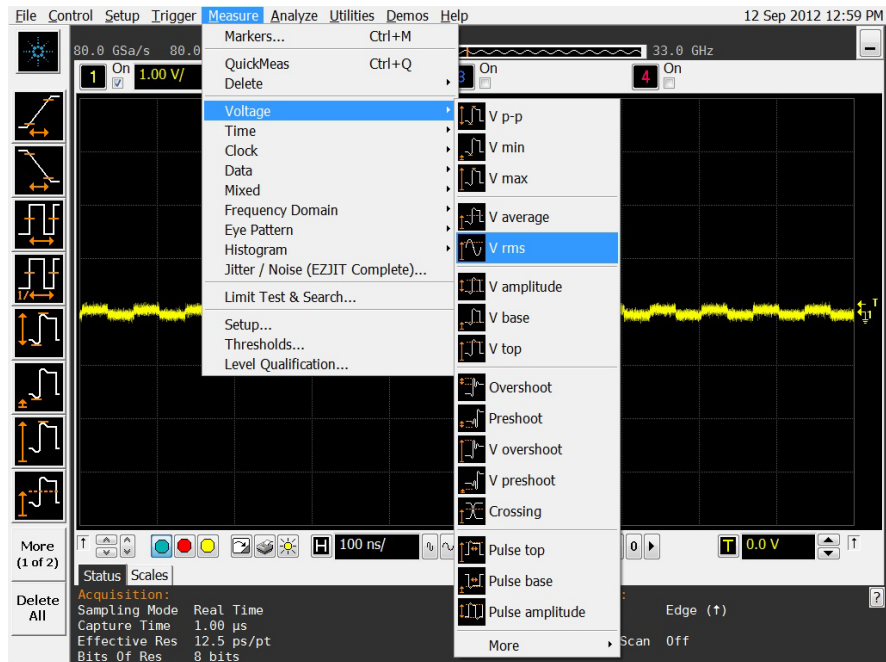 File Control Setup Trigger Measure Analyze Utilities Demos Help 12 Sep 2012 12:59 PM
80.0 GSa/s 80.0 33.0 GHz
1 On 1.00 V/ 3 On 4 On
Markers... Ctrl+M
QuickMeas Ctrl+Q
Delete
Voltage
Time
Clock
Data
Mixed
Frequency Domain
Eye Pattern
Histogram
Jitter / Noise (EZJIT Complete)...
Limit Test & Search...
Setup...
Thresholds...
Level Qualification...
V p-p
V min
V max
V average
V rms
V amplitude
V base
V top
Overshoot
Preshoot
V overshoot
V preshoot
Crossing
Pulse top
Pulse base
Pulse amplitude
More
1/
T
1
More
(1 of 2)
Delete
All
H 100 ns/ 0 T 0.0 V
Status Scales
?
Acquisition: :
Sampling Mode Real Time Edge (↑)
Capture Time 1.00 µs
Effective Res 12.5 ps/pt Scan Off
Bits Of Res 8 bits